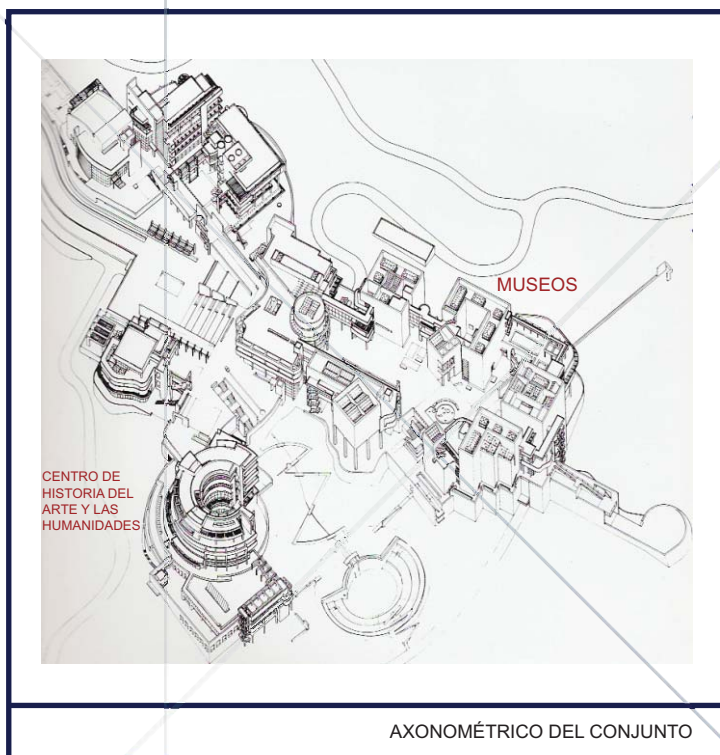 MUSEOS
CENTRO DE
HISTORIA DEL
ARTE Y LAS
HUMANIDADES
AXONOMÉTRICO DEL CONJUNTO